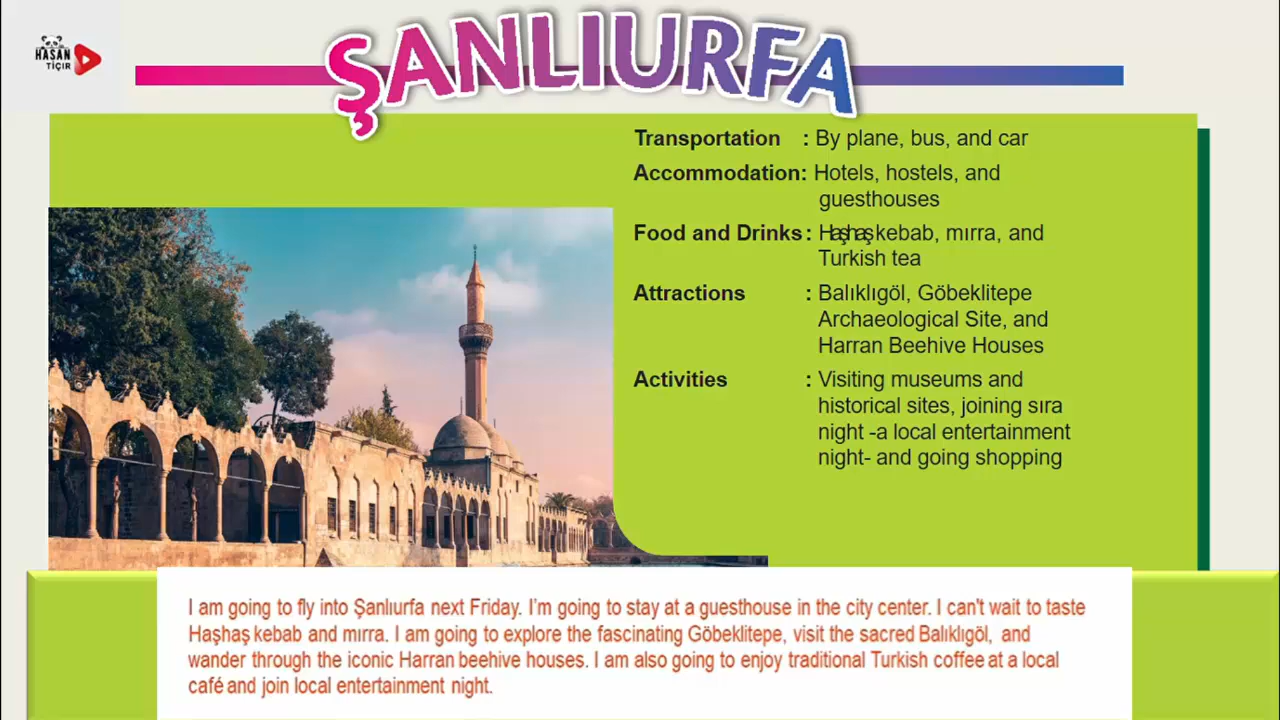 HASAN
TİÇIR
ŞANLIURFA
Transportation : By plane, bus, and car
Accommodation: Hotels, hostels, and
guesthouses
Food and Drinks : Haşhaş kebab, mırra, and
Turkish tea
Attractions : Balıklıgöl, Göbeklitepe
Archaeological Site, and
Harran Beehive Houses
Activities : Visiting museums and
historical sites, joining sıra
night -a local entertainment
night- and going shopping
I am going to fly into Şanlıurfa next Friday. I'm going to stay at a guesthouse in the city center. I can't wait to taste
Haşhaş kebab and mırra. I am going to explore the fascinating Göbeklitepe, visit the sacred Balıklıgöl, and
wander through the iconic Harran beehive houses. I am also going to enjoy traditional Turkish coffee at a local
café and join local entertainment night.